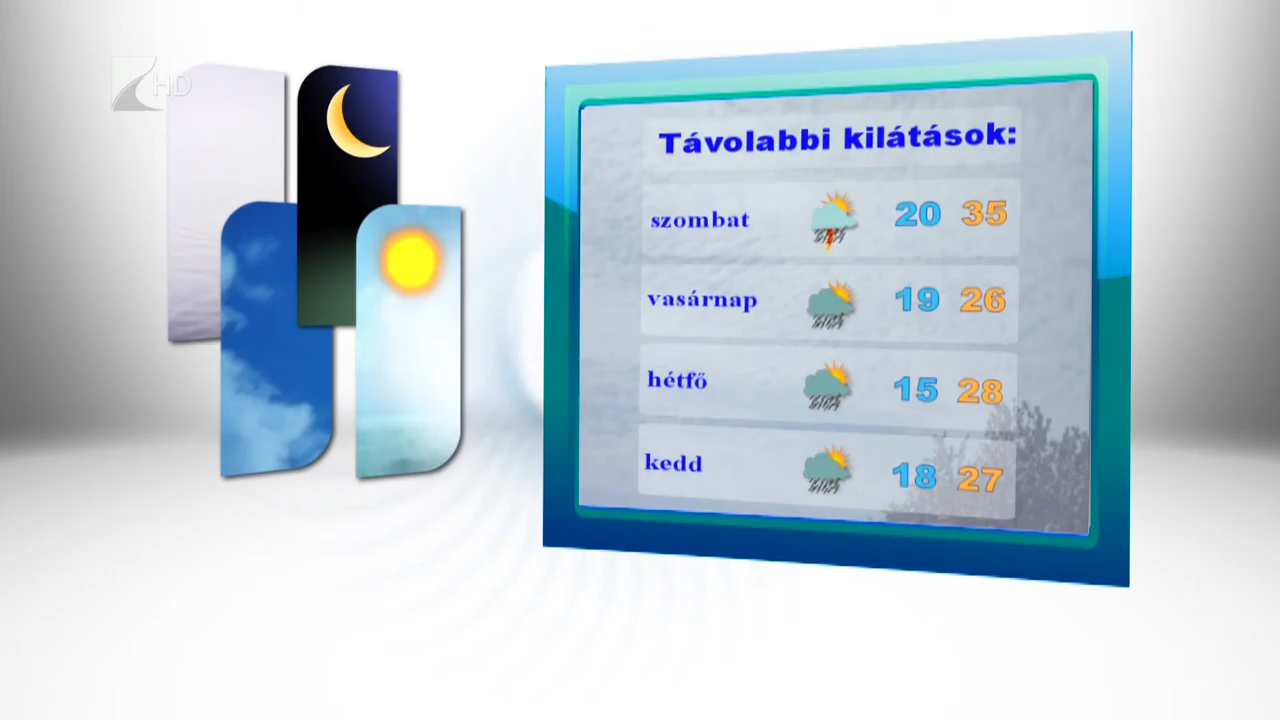 HD
Távolabbi kilátások:
szombat 20 35
vasárnap 19 26
hétfő 15 28
kedd 18 27